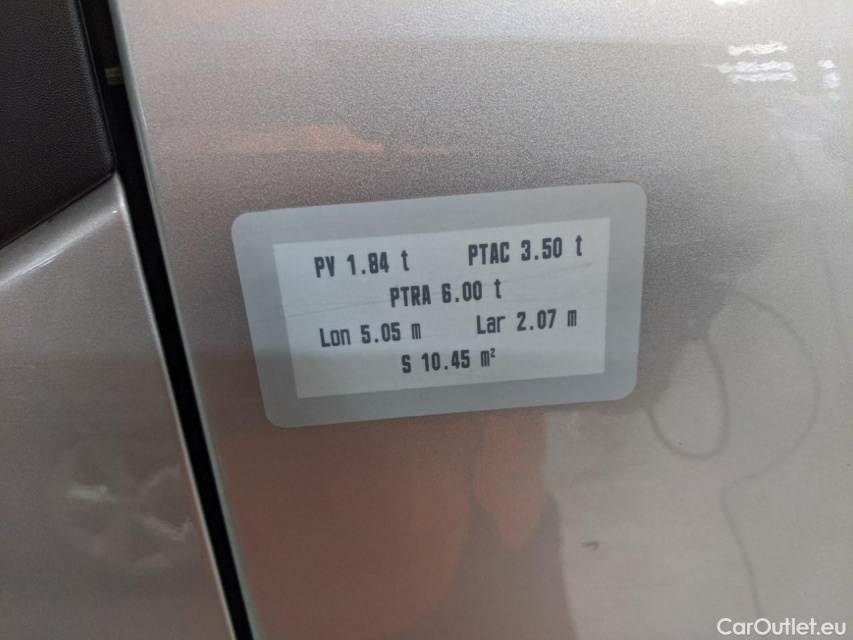 PV 1.84 t PTAC 3.50 t
PTRA 6.00 t
Lon 5.05 m Lar 2.07 m
S 10.45 m²
CarOutlet.eu